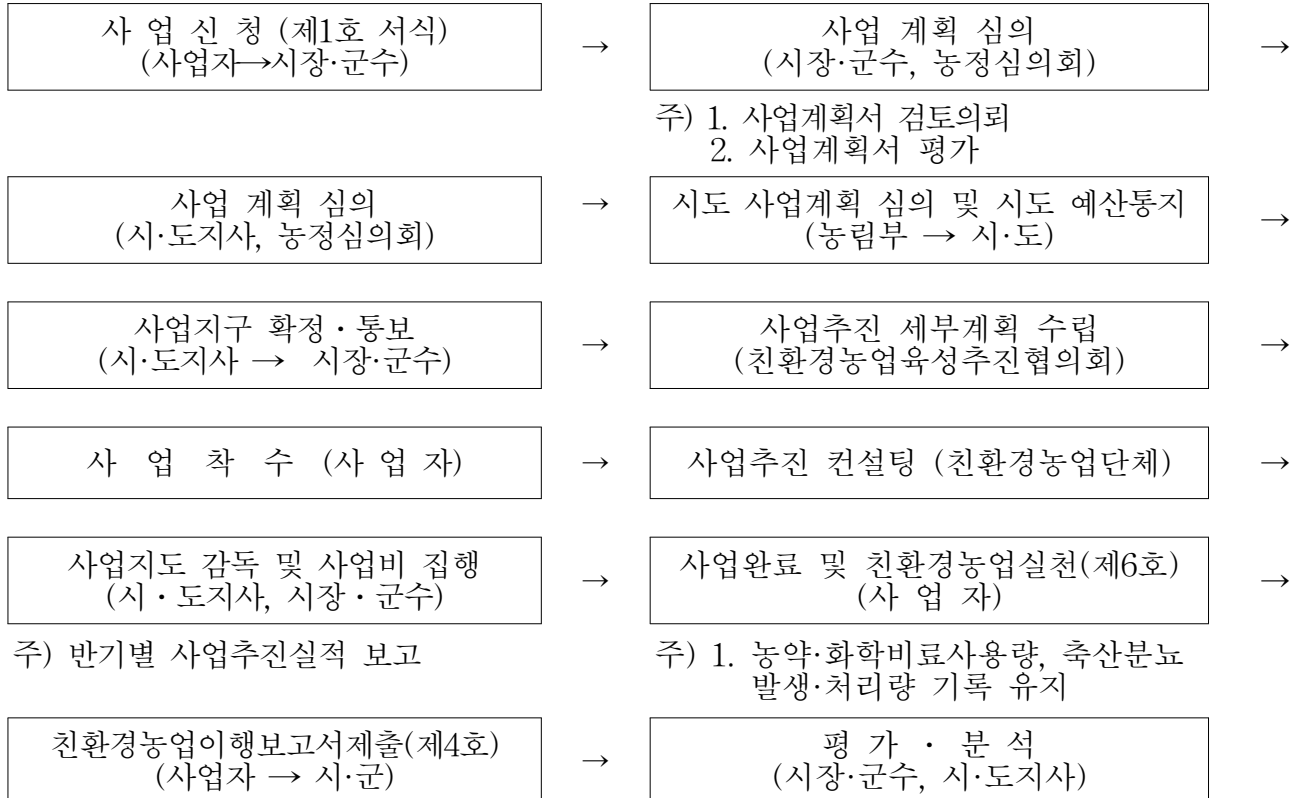 사 업 신 청 (제1호 서식)
(사업자→시장·군수)
→
사업 계획 심의
(시장·군수, 농정심의회)
→
주) 1. 사업계획서 검토의뢰
2. 사업계획서 평가
사업 계획 심의
(시·도지사, 농정심의회)
→
시도 사업계획 심의 및 시도 예산통지
(농림부 → 시·도)
→
사업지구 확정·통보
(시·도지사 → 시장·군수)
→
사업추진 세부계획 수립
(친환경농업육성추진협의회)
→
사 업 착 수 (사 업 자)
→
사업추진 컨설팅 (친환경농업단체)
→
사업지도 감독 및 사업비 집행
(시·도지사, 시장·군수)
→
사업완료 및 친환경농업실천(제6호)
(사 업 자)
→
주) 반기별 사업추진실적 보고
주) 1. 농약·화학비료사용량, 축산분뇨
발생·처리량 기록 유지
친환경농업이행보고서제출(제4호)
(사업자 → 시·군)
→
평 가 · 분 석
(시장·군수, 시·도지사)